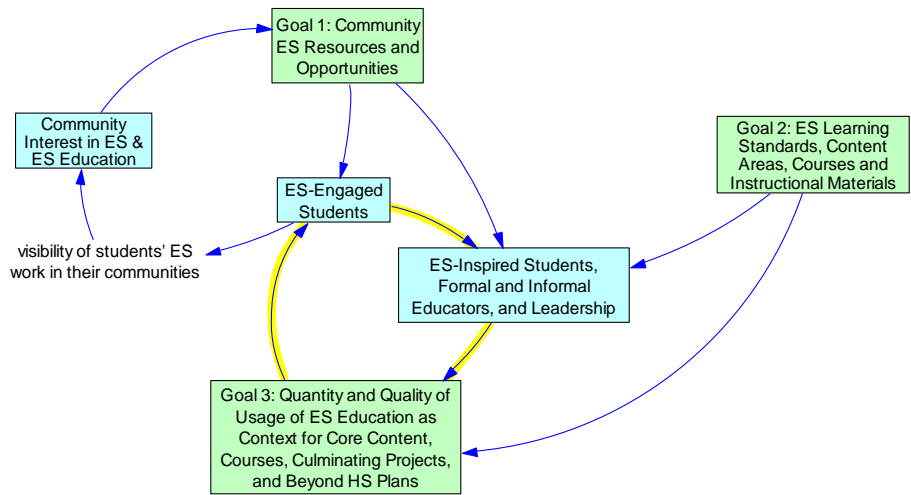 Goal 1: Community
ES Resources and
Opportunities
Community
Interest in ES &
ES Education
Goal 2: ES Learning
Standards, Content
Areas, Courses and
Instructional Materials
ES-Engaged
Students
visibility of students' ES
work in their communities
ES-Inspired Students,
Formal and Informal
Educators, and Leadership
Goal 3: Quantity and Quality of
Usage of ES Education as
Context for Core Content,
Courses, Culminating Projects,
and Beyond HS Plans